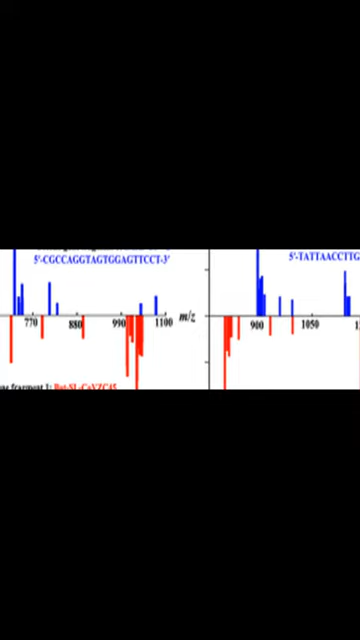 5'-CGCCAGGTAGTGGAGTTCCT-3'
5'-TATTAACCTTG
770 880 990 1100 m/z
900 1050
fragment 1: Bat-SL-CoVZC45